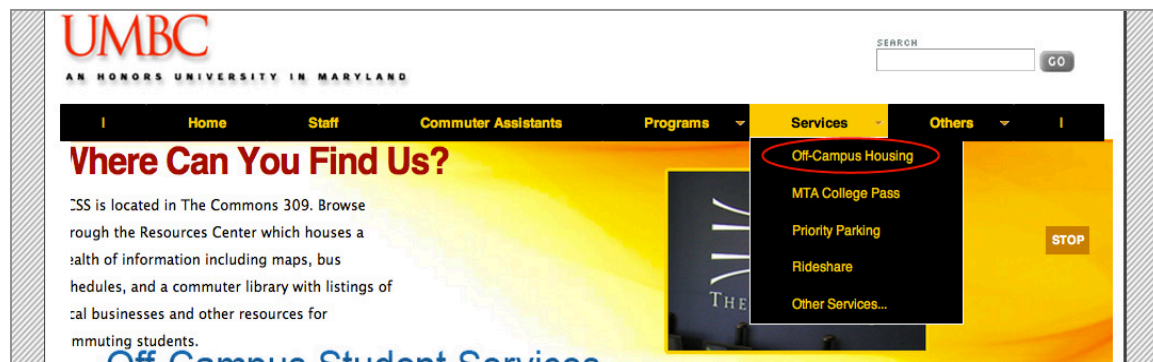 UMBC
AN HONORS UNIVERSITY IN MARYLAND
SEARCH
GO
I Home Staff Commuter Assistants Programs Services Others I
Where Can You Find Us?
CSS is located in The Commons 309. Browse
rough the Resources Center which houses a
ealth of information including maps, bus
hedules, and a commuter library with listings of
cal businesses and other resources for
mmuting students.
Off-Campus Student Services
Off-Campus Housing
MTA College Pass
Priority Parking
Rideshare
Other Services...
THE
STOP